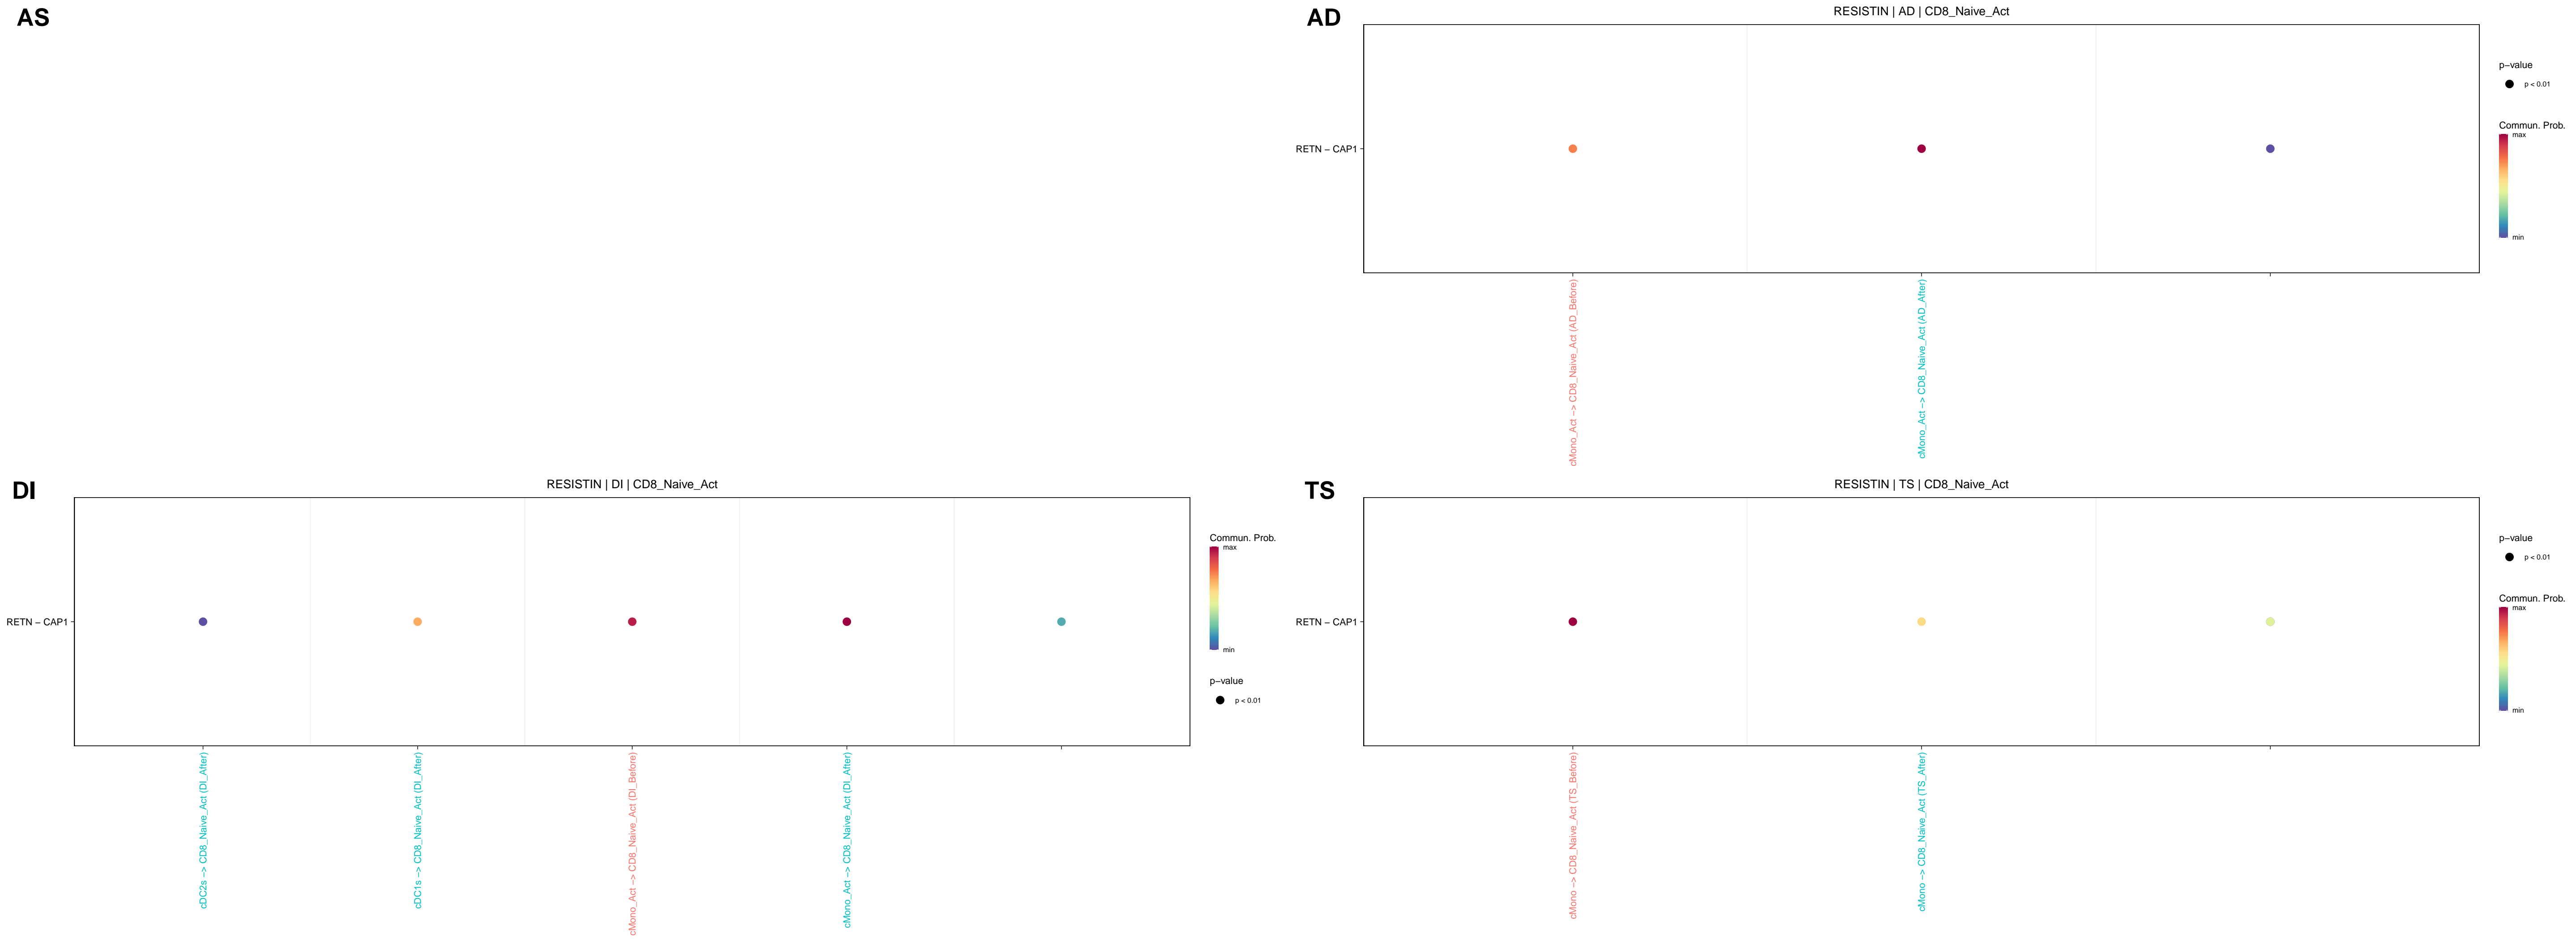 AS
AD
RESISTIN | AD | CD8_Naive_Act
RETN − CAP1
cMono_Act −> CD8_Naive_Act (AD_Before)
cMono_Act −> CD8_Naive_Act (AD_After)
p−value
p < 0.01
Commun. Prob.
max
min
DI
RESISTIN | DI | CD8_Naive_Act
RETN − CAP1
cDC2s −> CD8_Naive_Act (DI_After)
cDC1s −> CD8_Naive_Act (DI_After)
cMono_Act −> CD8_Naive_Act (DI_Before)
cMono_Act −> CD8_Naive_Act (DI_After)
Commun. Prob.
max
min
p−value
p < 0.01
TS
RESISTIN | TS | CD8_Naive_Act
RETN − CAP1
cMono −> CD8_Naive_Act (TS_Before)
cMono −> CD8_Naive_Act (TS_After)
p−value
p < 0.01
Commun. Prob.
max
min